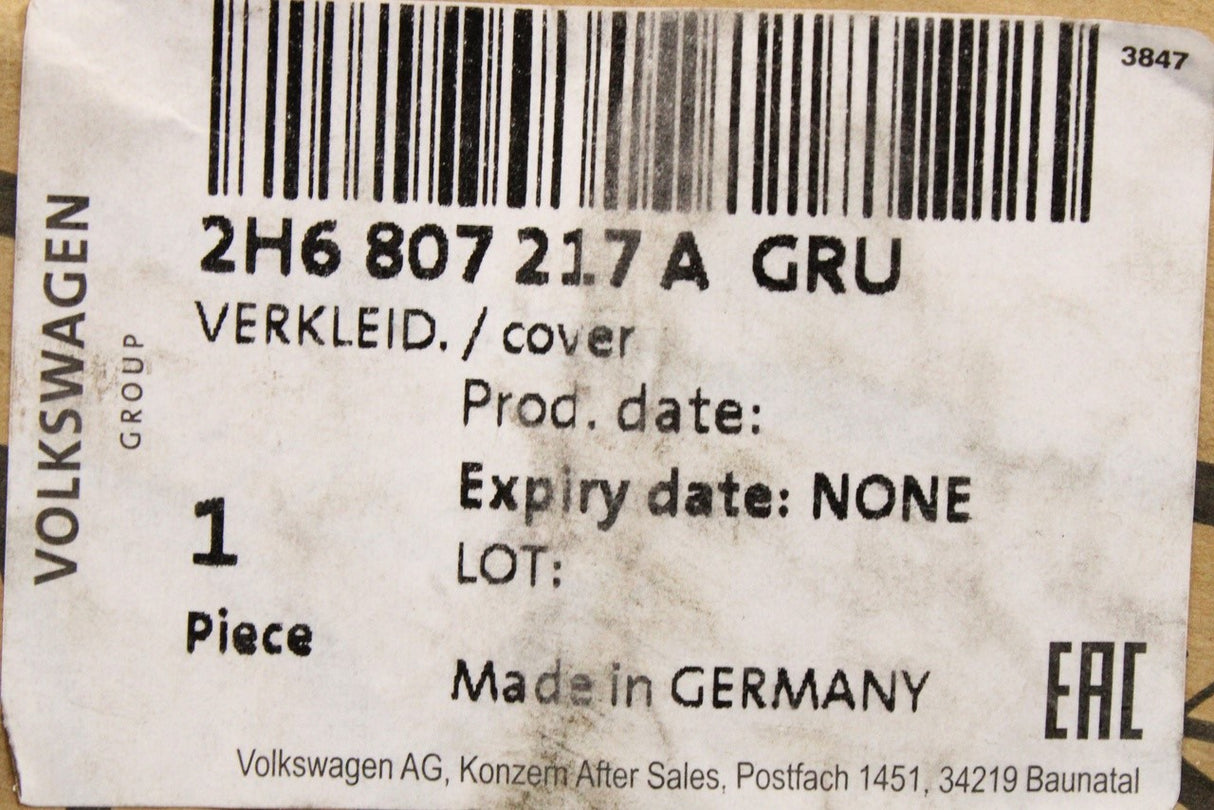 3847
2H6 807 217 A GRU
VERKLEID. / cover
Prod. date:
Expiry date: NONE
LOT:
1
Piece
Made in GERMANY
EAC
Volkswagen AG, Konzern After Sales, Postfach 1451, 34219 Baunatal
VOLKSWAGEN
GROUP